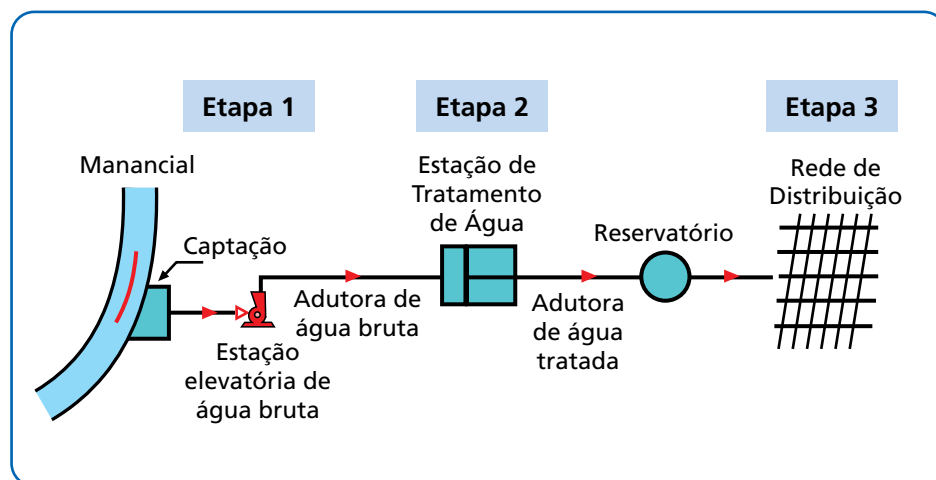 Etapa 1
Etapa 2
Etapa 3
Manancial
Captação
Estação
elevatória de
água bruta
Adutora de
água bruta
Estação de
Tratamento
de Água
Adutora
de água
tratada
Reservatório
Rede de
Distribuição